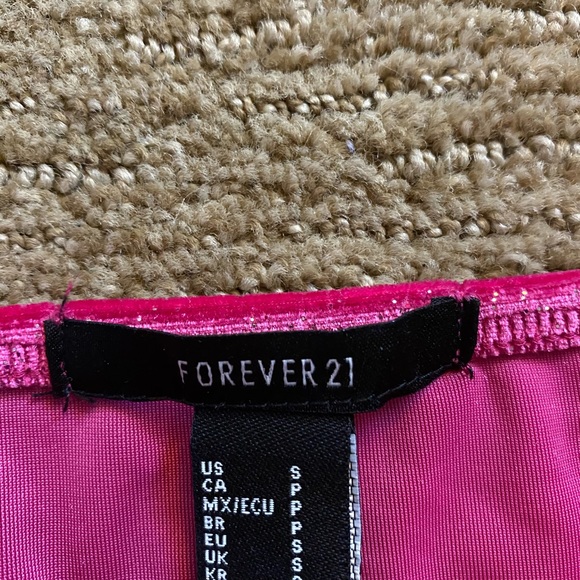 FOREVER 21
US S
CA P
MX/ECU P
BR P
EU S
UK S
KR